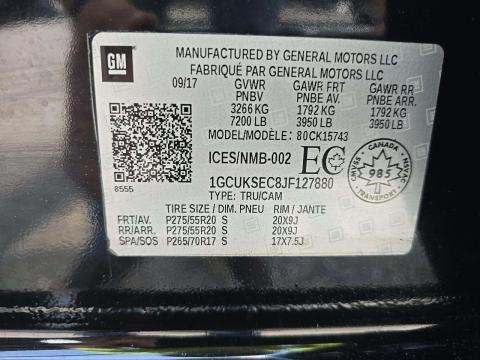 GM
MANUFACTURED BY GENERAL MOTORS LLC
FABRIQUÉ PAR GENERAL MOTORS LLC
09/17 GVWR GAWR FRT GAWR RR
PNBV PNBE AV. PNBE ARR.
3266 KG 1792 KG 1792 KG
7200 LB 3950 LB 3950 LB
MODEL/MODÈLE: 80CK15743
ICES/NMB-002 EC
CANADA
985
8555
1GCUKSEC8JF127880
TYPE: TRU/CAM
TIRE SIZE / DIM. PNEU RIM / JANTE
FRT/AV. P275/55R20 S 20X9J
RR/ARR. P275/55R20 S 20X9J
SPA/SOS P265/70R17 S 17X7.5J